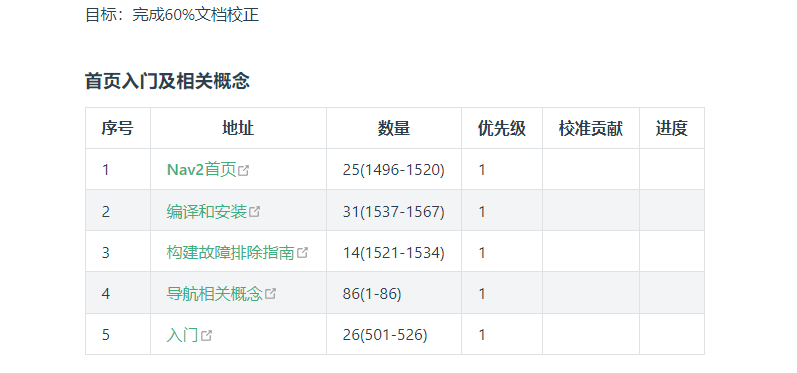 目标：完成60%文档校正
首页入门及相关概念
序号 地址 数量 优先级 校准贡献 进度
1 Nav2首页 25(1496-1520) 1
2 编译和安装 31(1537-1567) 1
3 构建故障排除指南 14(1521-1534) 1
4 导航相关概念 86(1-86) 1
5 入门 26(501-526) 1